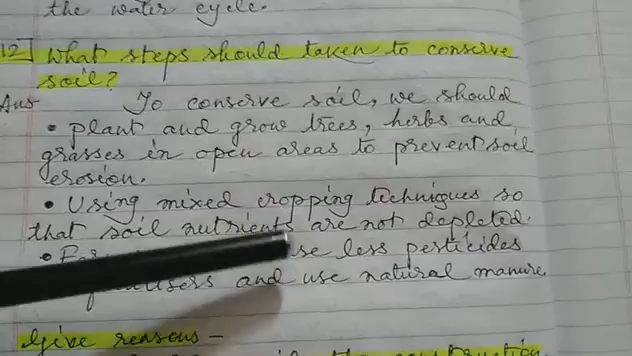 the water cycle.
12] What steps should taken to conserve
soil?
Ans To conserve soil, we should
• plant and grow trees, herbs and
grasses in open areas to prevent soil
erosion.
• Using mixed cropping techniques so
that soil nutrients are not depleted.
• less pesticides
and use natural manure.
Give reasons –